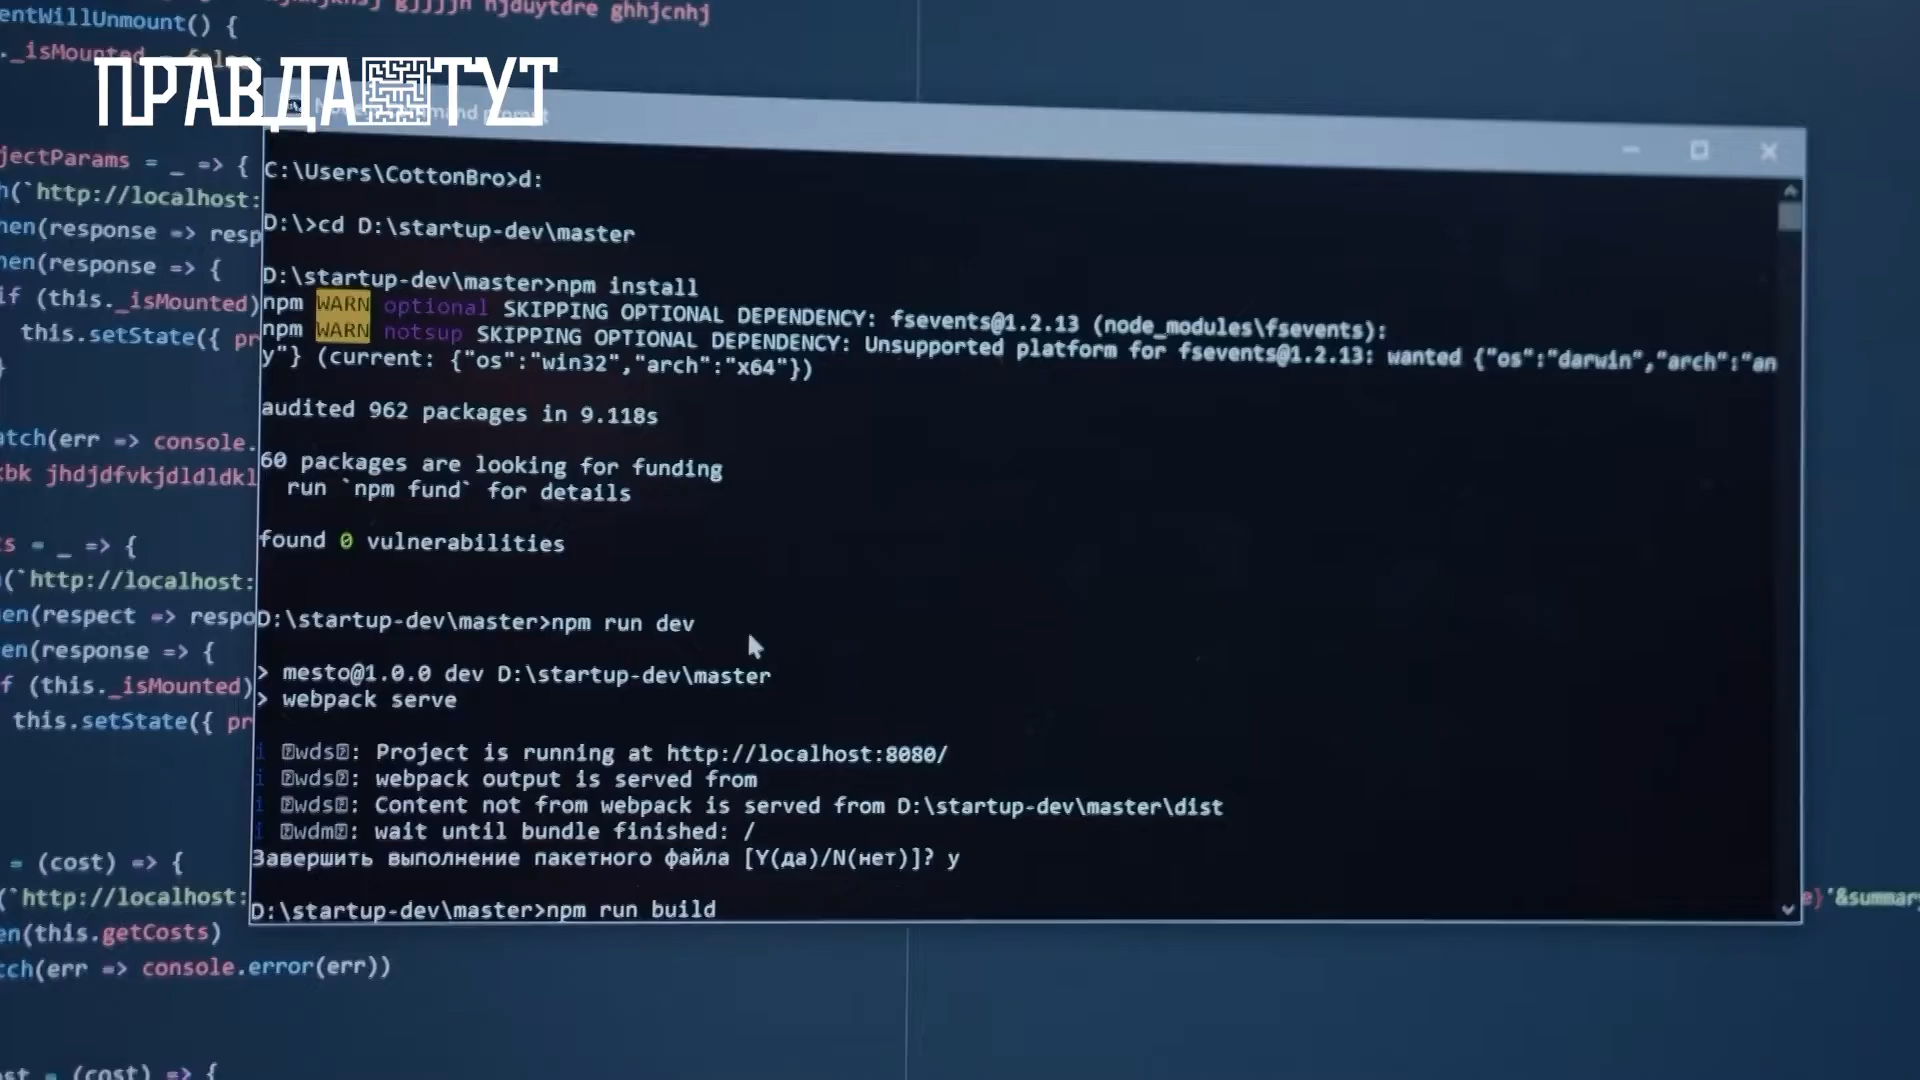 entWillUnmount() {
._isMounted = false;
ПРАВДА ТУТ
jectParams = _ => {
h(`http://localhost:
hen(response => resp
hen(response => {
if (this._isMounted)
this.setState({ pr
}
atch(err => console.
kbk jhdjdfvkjdldldkl
s = _ => {
(`http://localhost:
en(respect => respo
en(response => {
f (this._isMounted)
this.setState({ pr
= (cost) => {
(`http://localhost:
en(this.getCosts)
tch(err => console.error(err))
= (cost) => {
C:\Users\CottonBro>d:
D:\>cd D:\startup-dev\master
D:\startup-dev\master>npm install
npm WARN optional SKIPPING OPTIONAL DEPENDENCY: fsevents@1.2.13 (node_modules\fsevents):
npm WARN notsup SKIPPING OPTIONAL DEPENDENCY: Unsupported platform for fsevents@1.2.13: wanted {"os":"darwin","arch":"an
y"} (current: {"os":"win32","arch":"x64"})
audited 962 packages in 9.118s
60 packages are looking for funding
run `npm fund` for details
found 0 vulnerabilities
D:\startup-dev\master>npm run dev
> mesto@1.0.0 dev D:\startup-dev\master
> webpack serve
i wds: Project is running at http://localhost:8080/
i wds: webpack output is served from
i wds: Content not from webpack is served from D:\startup-dev\master\dist
i wdm: wait until bundle finished: /
Завершить выполнение пакетного файла [Y(да)/N(нет)]? y
D:\startup-dev\master>npm run build
e}'&summary